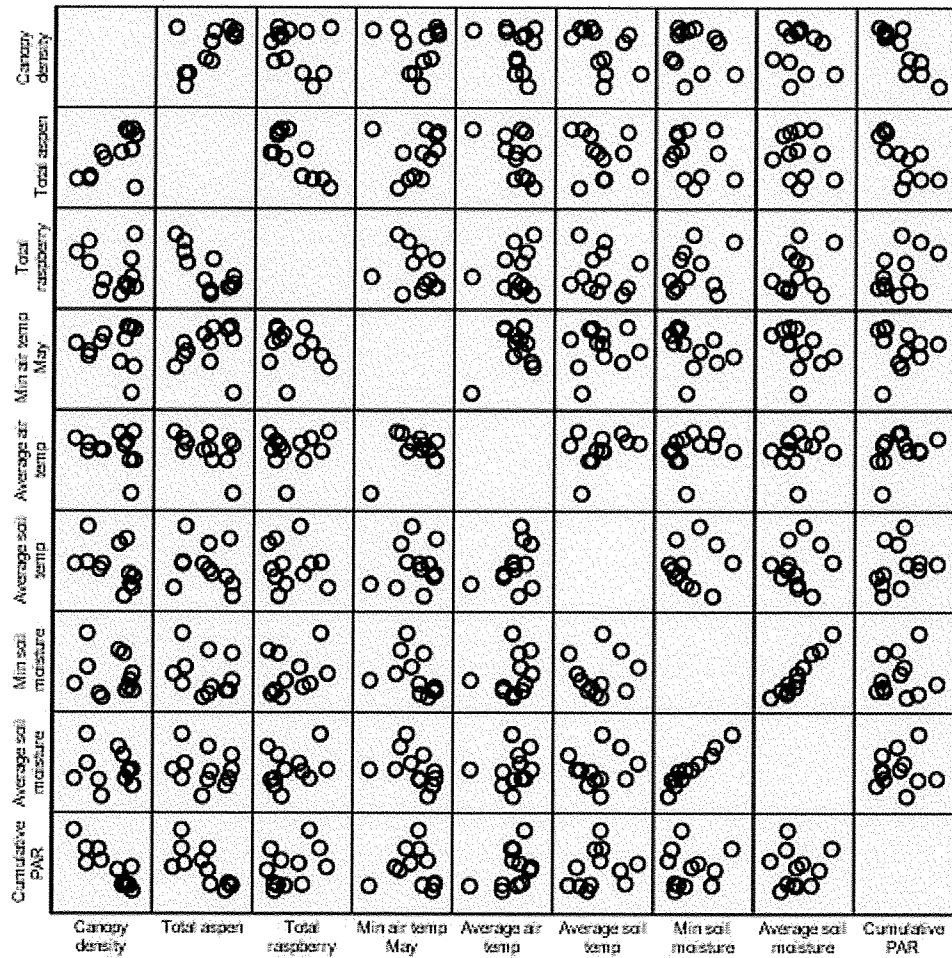 Canopy
density
Total aspen
Total
raspberry
Min air temp
May
Average air
temp
Average soil
temp
Min soil
moisture
Average soil
moisture
Cumulative
PAR
Canopy
density
Total aspen
Total
raspberry
Min air temp
May
Average air
temp
Average soil
temp
Min soil
moisture
Average soil
moisture
Cumulative
PAR